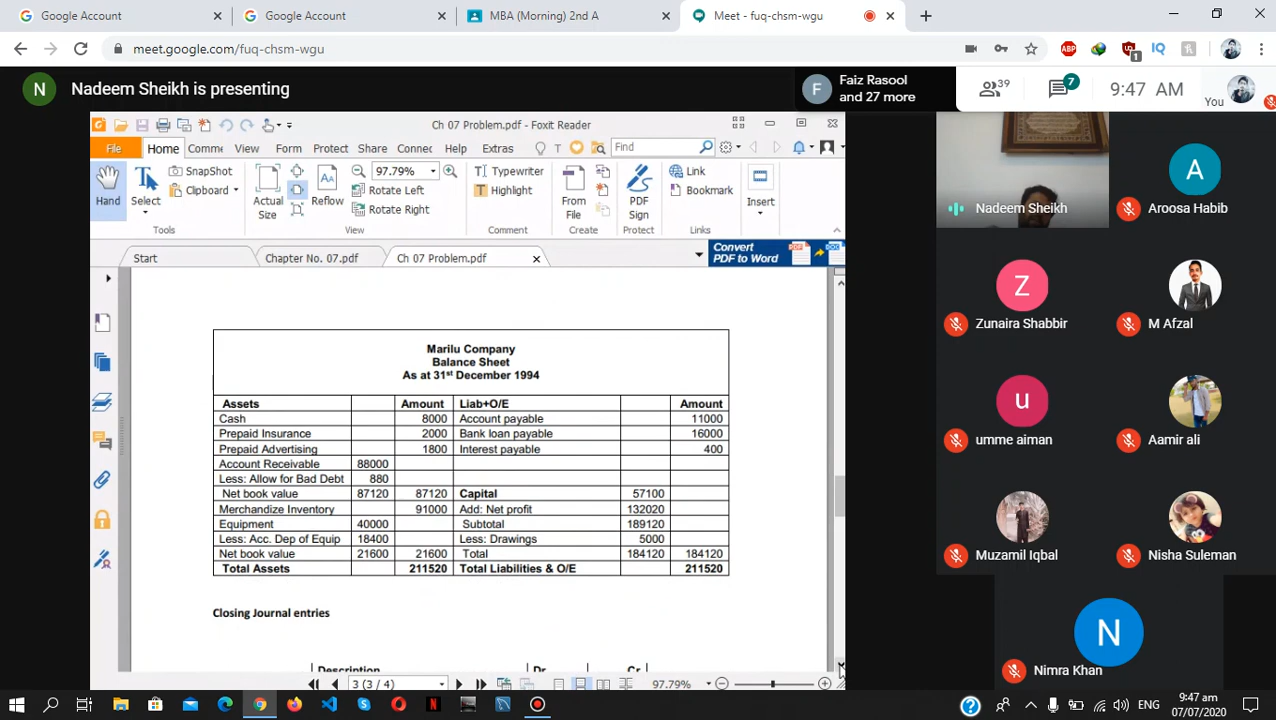 Google Account
Google Account
MBA (Morning) 2nd A
Meet - fuq-chsm-wgu
meet.google.com/fuq-chsm-wgu
N Nadeem Sheikh is presenting
F Faiz Rasool and 27 more
39
7
9:47 AM
You
Ch 07 Problem.pdf - Foxit Reader
File Home Comme View Form Protect Share Connec Help Extras Find
Hand
Select
SnapShot
Clipboard
Actual Size
Reflow
97.79%
Rotate Left
Rotate Right
Typewriter
Highlight
From File
PDF Sign
Link
Bookmark
Insert
Tools View Comment Create Protect Links
Start
Chapter No. 07.pdf
Ch 07 Problem.pdf
Convert PDF to Word
Marilu Company
Balance Sheet
As at 31st December 1994
Assets Amount Liab+O/E Amount
Cash 8000 Account payable 11000
Prepaid Insurance 2000 Bank loan payable 16000
Prepaid Advertising 1800 Interest payable 400
Account Receivable 88000
Less: Allow for Bad Debt 880
Net book value 87120 87120 Capital 57100
Merchandize Inventory 91000 Add: Net profit 132020
Equipment 40000 Subtotal 189120
Less: Acc. Dep of Equip 18400 Less: Drawings 5000
Net book value 21600 21600 Total 184120 184120
Total Assets 211520 Total Liabilities & O/E 211520
Closing Journal entries
Description Dr Cr
3 (3 / 4)
97.79%
Nadeem Sheikh
A
Aroosa Habib
Z
Zunaira Shabbir
M Afzal
u
umme aiman
Aamir ali
Muzamil Iqbal
Nisha Suleman
N
Nimra Khan
9:47 am
07/07/2020